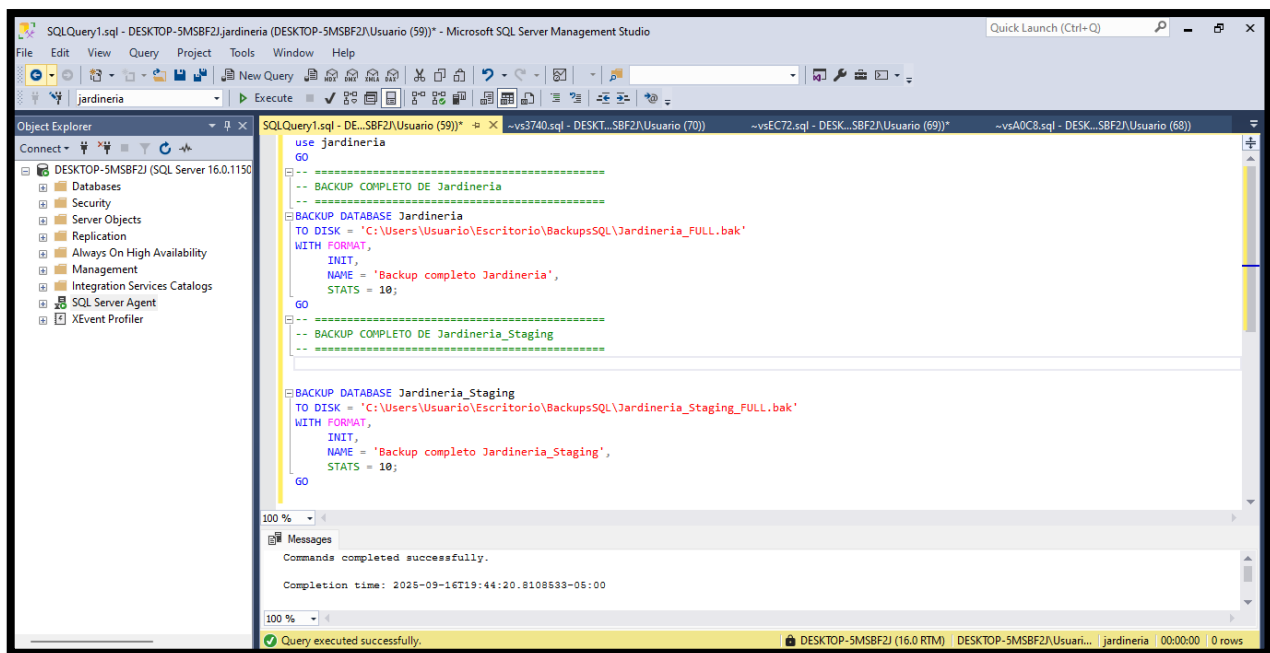 SQLQuery1.sql - DESKTOP-5MSBF2J.jardineria (DESKTOP-5MSBF2J\Usuario (59))* - Microsoft SQL Server Management Studio
Quick Launch (Ctrl+Q)
File Edit View Query Project Tools Window Help
New Query
MDX DMX XMLA DAX
jardineria
Execute
Object Explorer
SQLQuery1.sql - DE...SBF2J\Usuario (59))*
~vs3740.sql - DESKT...SBF2J\Usuario (70))
~vsEC72.sql - DESK...SBF2J\Usuario (69))*
~vsA0C8.sql - DESK...SBF2J\Usuario (68))
Connect
DESKTOP-5MSBF2J (SQL Server 16.0.1150
Databases
Security
Server Objects
Replication
Always On High Availability
Management
Integration Services Catalogs
SQL Server Agent
XEvent Profiler
use jardineria
GO
-- =============================================
-- BACKUP COMPLETO DE Jardineria
-- =============================================
BACKUP DATABASE Jardineria
TO DISK = 'C:\Users\Usuario\Escritorio\BackupsSQL\Jardineria_FULL.bak'
WITH FORMAT,
INIT,
NAME = 'Backup completo Jardineria',
STATS = 10;
GO
-- =============================================
-- BACKUP COMPLETO DE Jardineria_Staging
-- =============================================
BACKUP DATABASE Jardineria_Staging
TO DISK = 'C:\Users\Usuario\Escritorio\BackupsSQL\Jardineria_Staging_FULL.bak'
WITH FORMAT,
INIT,
NAME = 'Backup completo Jardineria_Staging',
STATS = 10;
GO
100 %
Messages
Commands completed successfully.
Completion time: 2025-09-16T19:44:20.8108533-05:00
100 %
Query executed successfully.
DESKTOP-5MSBF2J (16.0 RTM) DESKTOP-5MSBF2J\Usuari... jardineria 00:00:00 0 rows